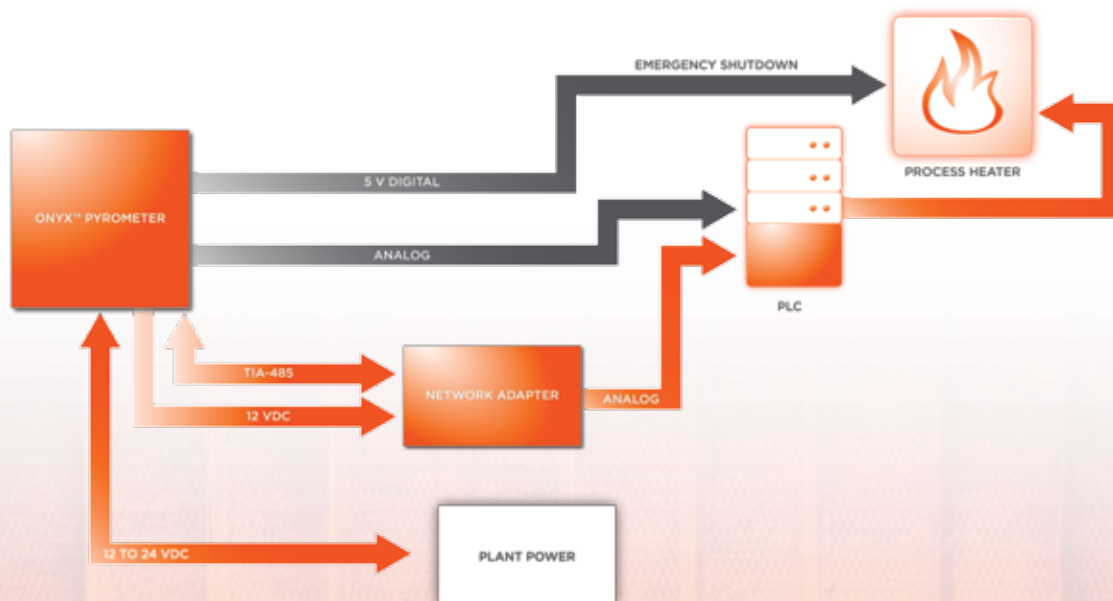 EMERGENCY SHUTDOWN
PROCESS HEATER
5 V DIGITAL
ONYX™ PYROMETER
ANALOG
PLC
TIA-485
NETWORK ADAPTER
ANALOG
12 VDC
12 TO 24 VDC
PLANT POWER